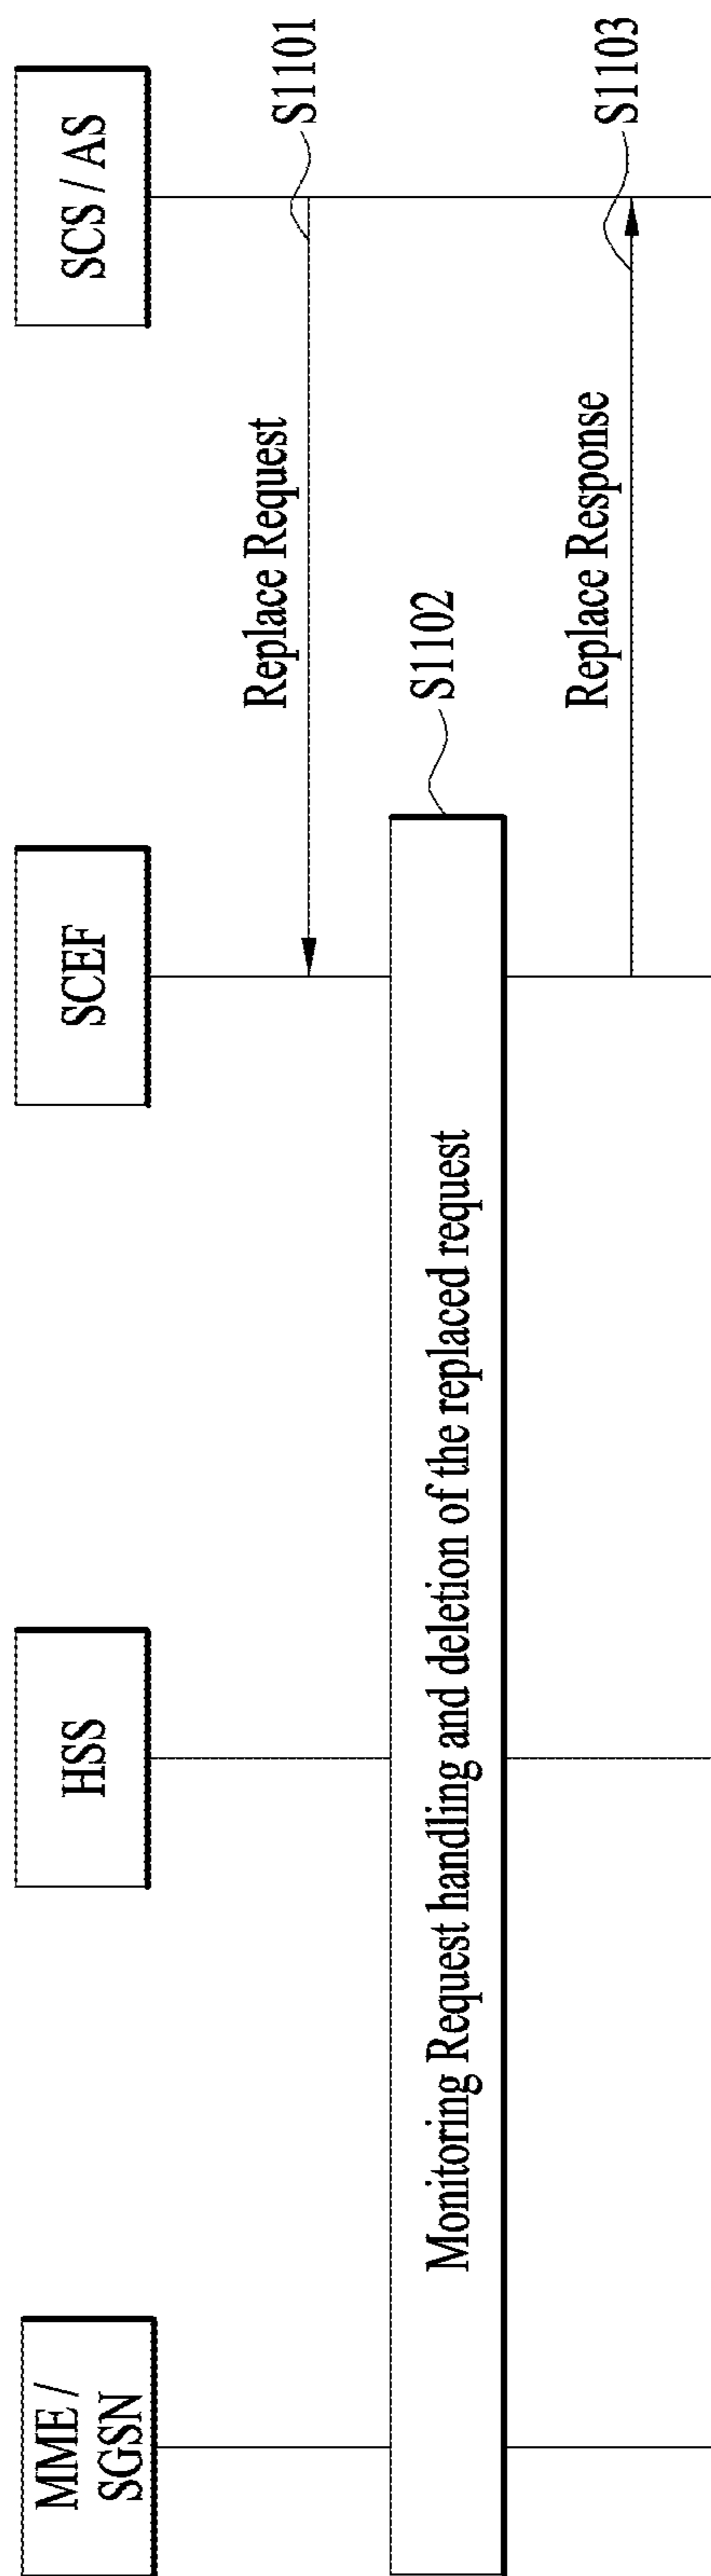 MME /
SGSN
HSS
SCEF
SCS / AS
Replace Request
S1101
Monitoring Request handling and deletion of the replaced request
S1102
Replace Response
S1103